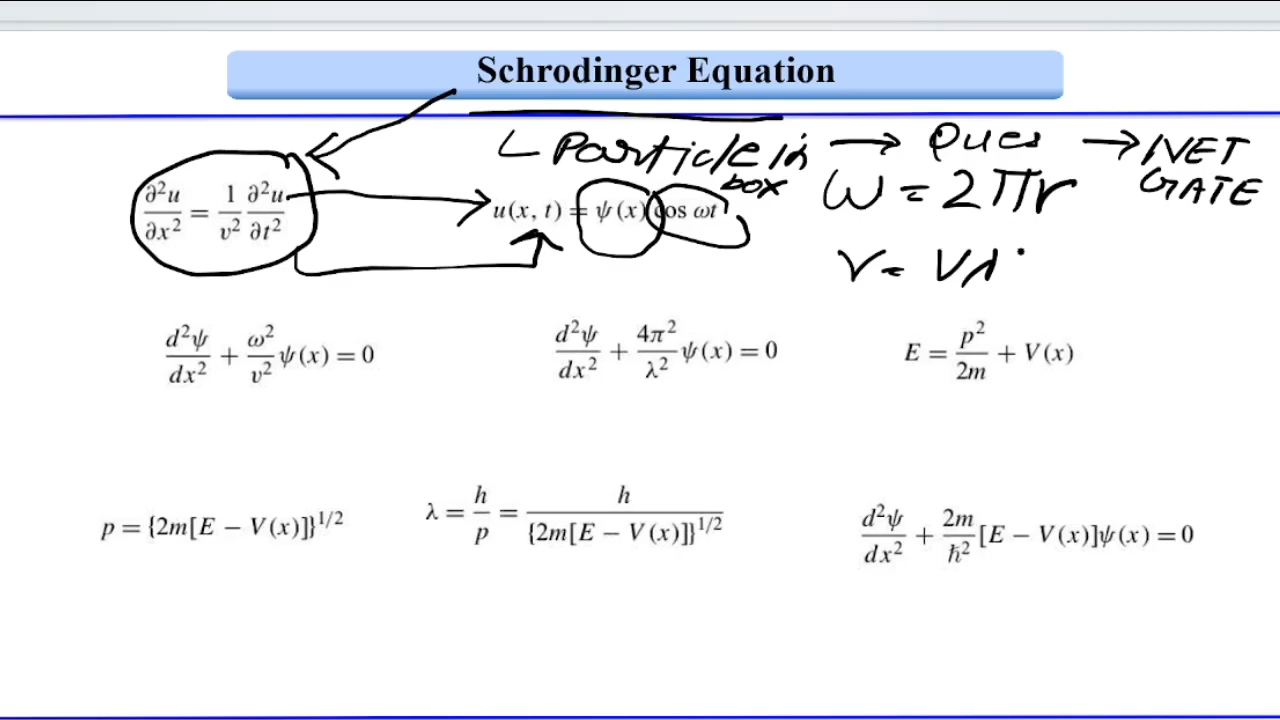 Schrodinger Equation
Particle in box → Ques → NET GATE
∂²u/∂x² = 1/v² ∂²u/∂t²
u(x, t) = ψ(x) cos ωt
ω = 2πν
ν = vλ
d²ψ/dx² + ω²/v² ψ(x) = 0
d²ψ/dx² + 4π²/λ² ψ(x) = 0
E = p²/2m + V(x)
p = {2m[E − V(x)]}^1/2
λ = h/p = h/{2m[E − V(x)]}^1/2
d²ψ/dx² + 2m/ħ² [E − V(x)]ψ(x) = 0